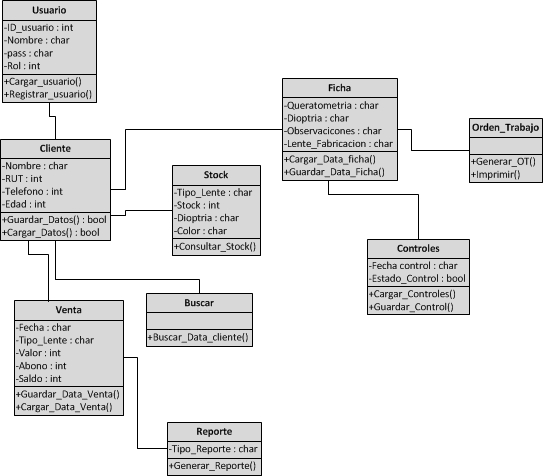 Usuario
-ID_usuario : int
-Nombre : char
-pass : char
-Rol : int
+Cargar_usuario()
+Registrar_usuario()
Cliente
-Nombre : char
-RUT : int
-Telefono : int
-Edad : int
+Guardar_Datos() : bool
+Cargar_Datos() : bool
Stock
-Tipo_Lente : char
-Stock : int
-Dioptria : char
-Color : char
+Consultar_Stock()
Ficha
-Queratometria : char
-Dioptria : char
-Observacicones : char
-Lente_Fabricacion : char
+Cargar_Data_ficha()
+Guardar_Data_Ficha()
Orden_Trabajo
+Generar_OT()
+Imprimir()
Controles
-Fecha control : char
-Estado_Control : bool
+Cargar_Controles()
+Guardar_Control()
Buscar
+Buscar_Data_cliente()
Venta
-Fecha : char
-Tipo_Lente : char
-Valor : int
-Abono : int
-Saldo : int
+Guardar_Data_Venta()
+Cargar_Data_Venta()
Reporte
-Tipo_Reporte : char
+Generar_Reporte()